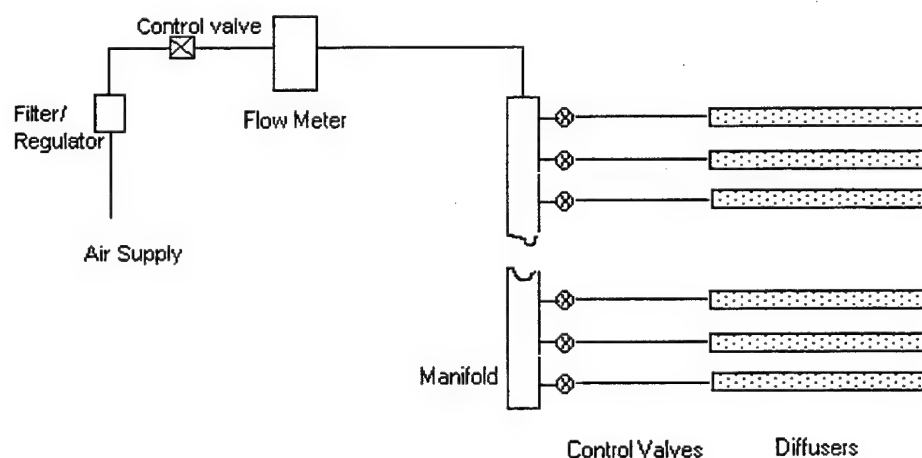 Control valve
Filter/
Regulator
Flow Meter
Air Supply
Manifold
Control Valves
Diffusers